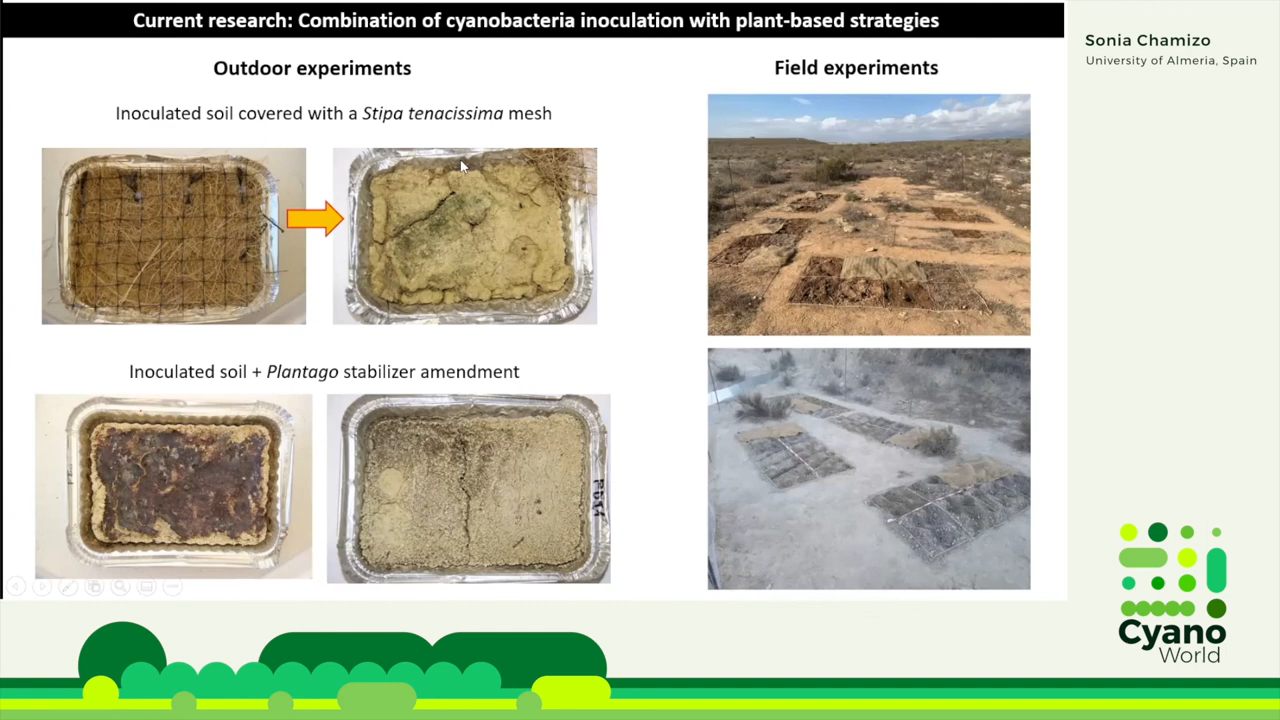 Current research: Combination of cyanobacteria inoculation with plant-based strategies
Sonia Chamizo
University of Almeria, Spain
Outdoor experiments
Field experiments
Inoculated soil covered with a Stipa tenacissima mesh
Inoculated soil + Plantago stabilizer amendment
Cyano
World